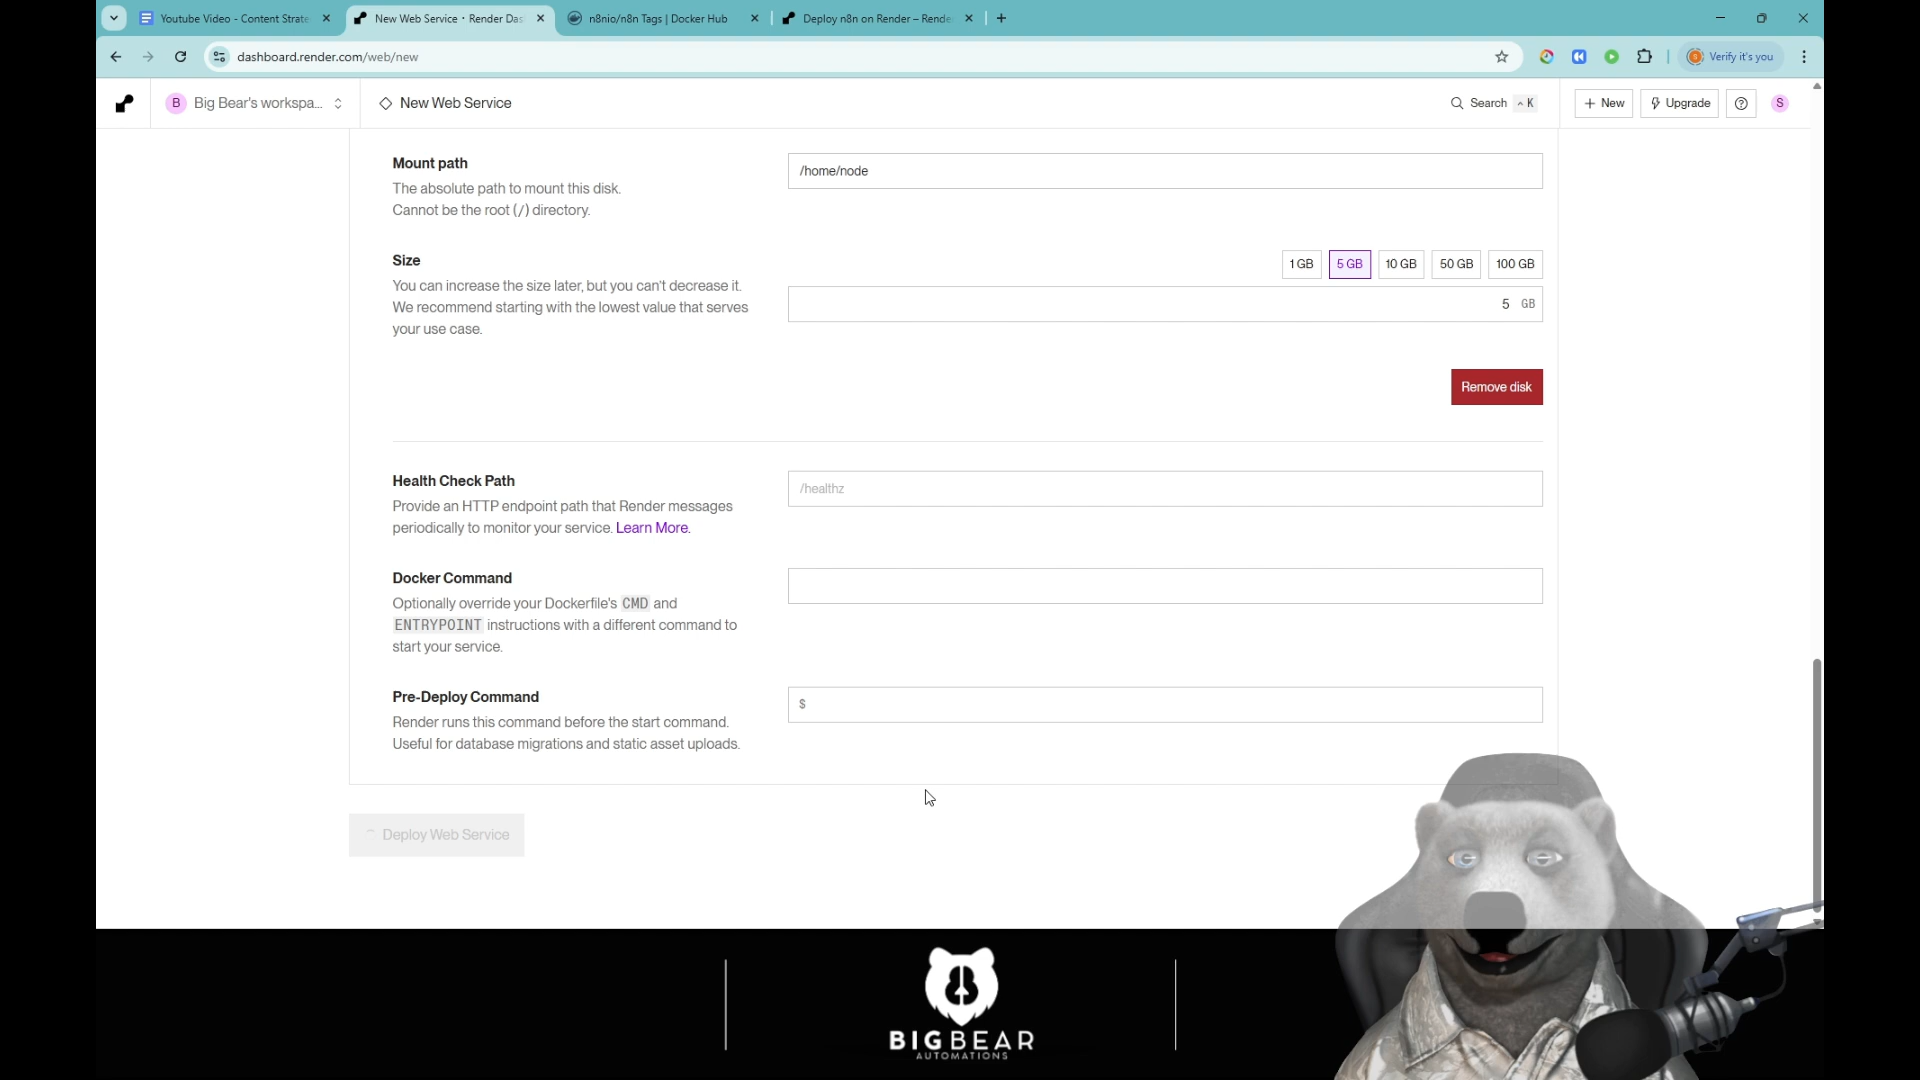 Youtube Video - Content Strate
New Web Service · Render Das
n8nio/n8n Tags | Docker Hub
Deploy n8n on Render – Rende
dashboard.render.com/web/new
Verify it's you
B Big Bear's workspa...
New Web Service
Search
K
+ New
Upgrade
S
Mount path
/home/node
The absolute path to mount this disk.
Cannot be the root (/) directory.
Size
1 GB
5 GB
10 GB
50 GB
100 GB
You can increase the size later, but you can't decrease it.
We recommend starting with the lowest value that serves
your use case.
5 GB
Remove disk
Health Check Path
/healthz
Provide an HTTP endpoint path that Render messages
periodically to monitor your service. Learn More.
Docker Command
Optionally override your Dockerfile's CMD and
ENTRYPOINT instructions with a different command to
start your service.
Pre-Deploy Command
$
Render runs this command before the start command.
Useful for database migrations and static asset uploads.
Deploy Web Service
BIGBEAR
AUTOMATIONS